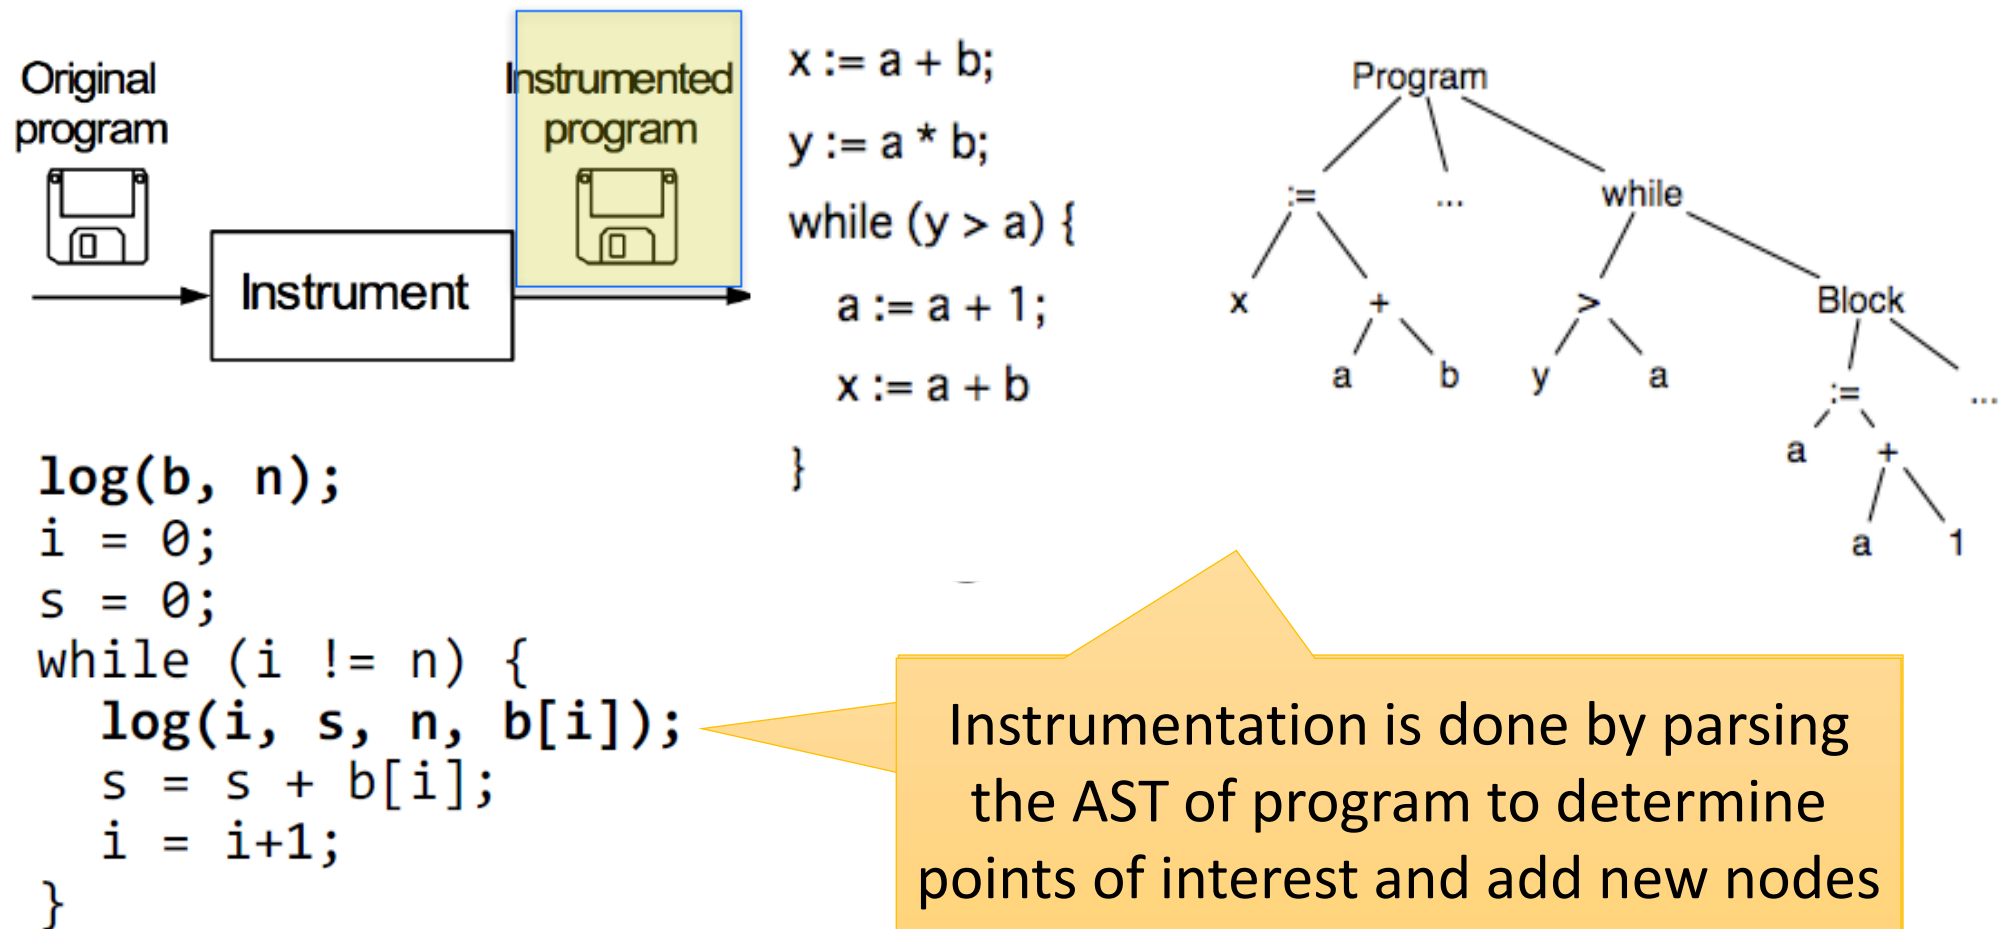 Original
program
Instrumented
program
Instrument
x := a + b;
y := a * b;
while (y > a) {
a := a + 1;
x := a + b
}
Program
:= ... while
x + > Block
a b y a := ...
a +
a 1
log(b, n);
i = 0;
s = 0;
while (i != n) {
log(i, s, n, b[i]);
s = s + b[i];
i = i+1;
}
Instrumentation is done by parsing
the AST of program to determine
points of interest and add new nodes